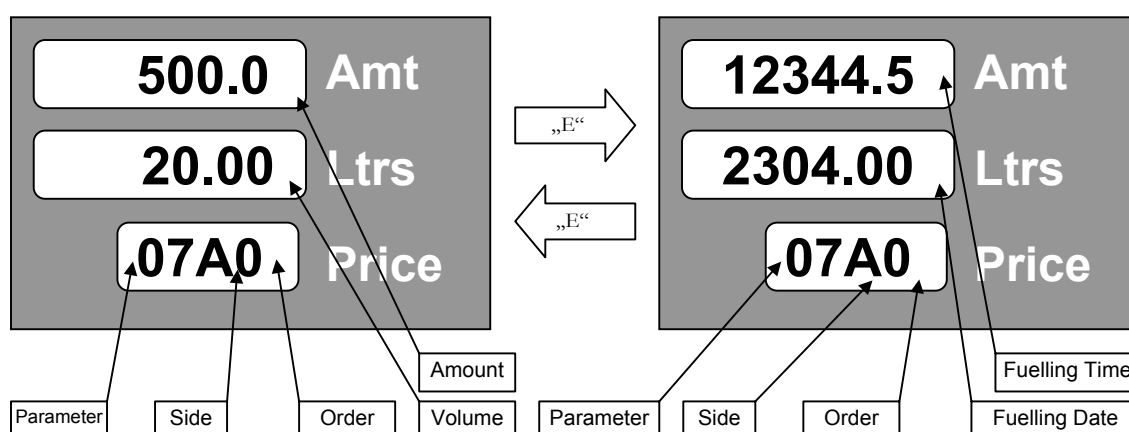 500.0 Amt
20.00 Ltrs
07A0 Price
„E“
„E“
12344.5 Amt
2304.00 Ltrs
07A0 Price
Amount
Fuelling Time
Parameter Side Order Volume Parameter Side Order Fuelling Date